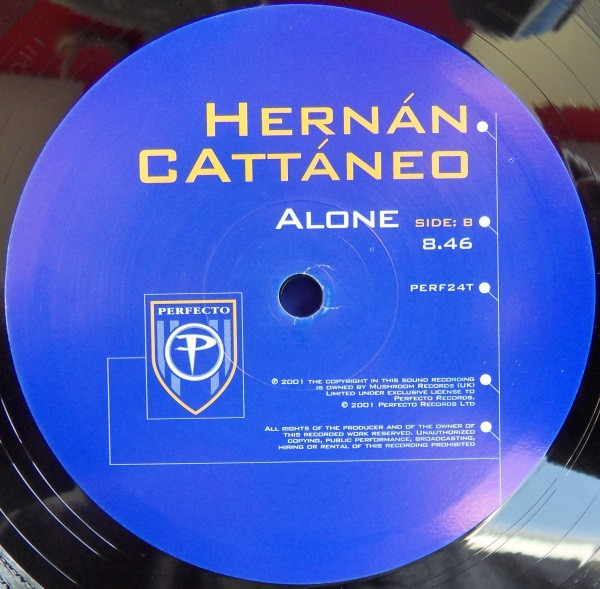 HERNÁN
CATTÁNEO
ALONE SIDE: B
8.46
PERF24T
PERFECTO
P
℗ 2001 THE COPYRIGHT IN THIS SOUND RECORDING
IS OWNED BY MUSHROOM RECORDS (UK)
LIMITED UNDER EXCLUSIVE LICENSE TO
PERFECTO RECORDS.
© 2001 PERFECTO RECORDS LTD
ALL RIGHTS OF THE PRODUCER AND OF THE OWNER OF
THIS RECORDED WORK RESERVED. UNAUTHORIZED
COPYING, PUBLIC PERFORMANCE, BROADCASTING,
HIRING OR RENTAL OF THIS RECORDING PROHIBITED